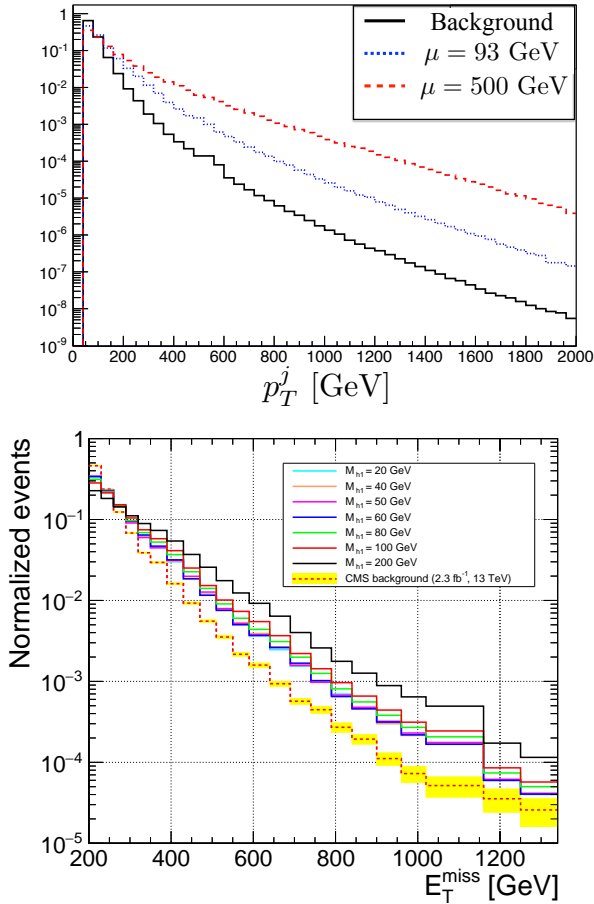 Background
μ = 93 GeV
μ = 500 GeV
1
10^-1
10^-2
10^-3
10^-4
10^-5
10^-6
10^-7
10^-8
10^-9
0 200 400 600 800 1000 1200 1400 1600 1800 2000
p_T^j [GeV]
Normalized events
1
10^-1
10^-2
10^-3
10^-4
10^-5
M_h1 = 20 GeV
M_h1 = 40 GeV
M_h1 = 50 GeV
M_h1 = 60 GeV
M_h1 = 80 GeV
M_h1 = 100 GeV
M_h1 = 200 GeV
CMS background (2.3 fb^-1, 13 TeV)
200 400 600 800 1000 1200
E_T^miss [GeV]